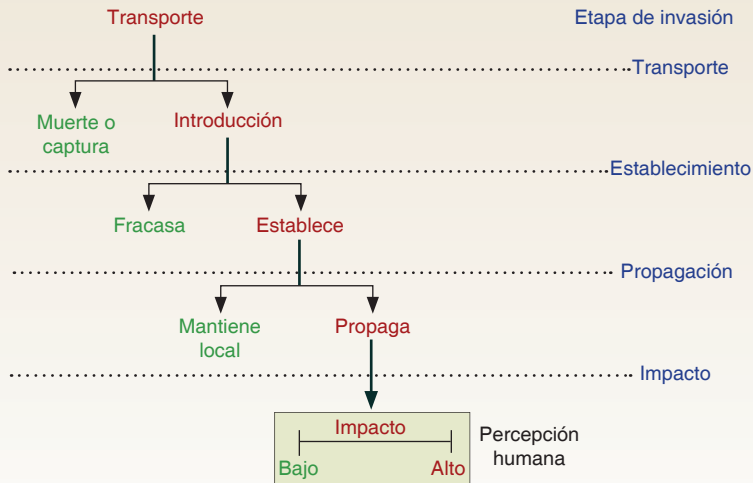 Transporte
Etapa de invasión
Transporte
Muerte o
captura
Introducción
Establecimiento
Fracasa
Establece
Propagación
Mantiene
local
Propaga
Impacto
Impacto
Bajo
Alto
Percepción
humana